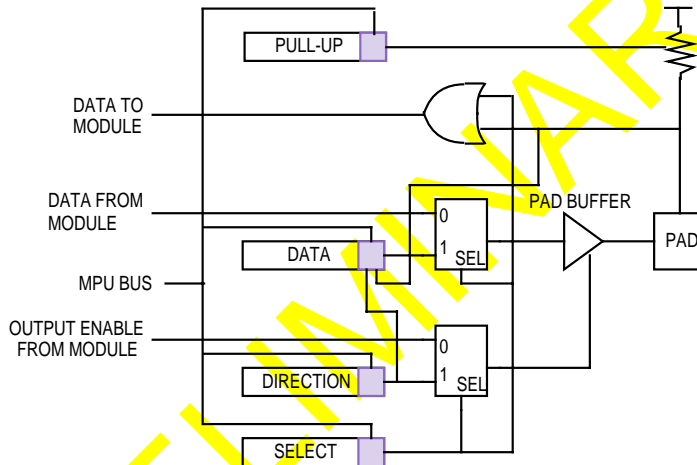 PULL-UP
DATA TO
MODULE
DATA FROM
MODULE
PAD BUFFER
0
1
SEL
DATA
PAD
MPU BUS
OUTPUT ENABLE
FROM MODULE
0
1
SEL
DIRECTION
SELECT